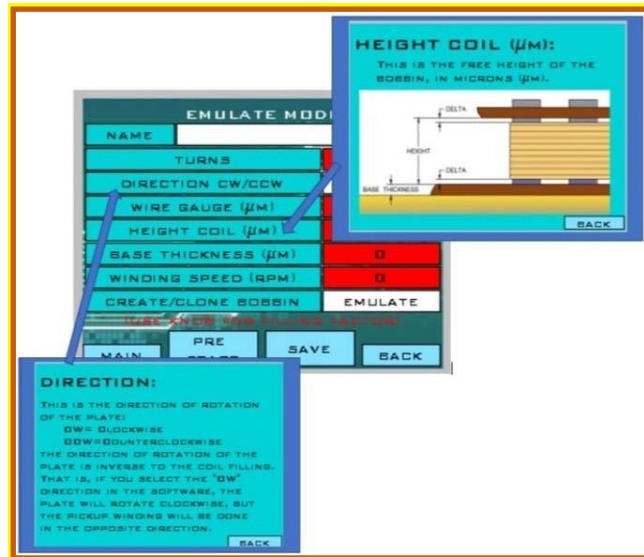 HEIGHT COIL (µM):
THIS IS THE FREE HEIGHT OF THE
BOBBIN, IN MICRONS (µM).
DELTA
HEIGHT
DELTA
BASE THICKNESS
BACK
EMULATE MOD
NAME
TURNS
DIRECTION CW/CCW
WIRE GAUGE (µM)
HEIGHT COIL (µM)
BASE THICKNESS (µM) 0
WINDING SPEED (RPM) 0
CREATE/CLONE BOBBIN EMULATE
(USE KNOB FOR FILLING FACTOR)
MAIN PRE SAVE BACK
DIRECTION:
THIS IS THE DIRECTION OF ROTATION
OF THE PLATE:
CW= CLOCKWISE
CCW=COUNTERCLOCKWISE
THE DIRECTION OF ROTATION OF THE
PLATE IS INVERSE TO THE COIL FILLING.
THAT IS, IF YOU SELECT THE "CW"
DIRECTION IN THE SOFTWARE, THE
PLATE WILL ROTATE CLOCKWISE, BUT
THE PICKUP WINDING WILL BE DONE
IN THE OPPOSITE DIRECTION.
BACK